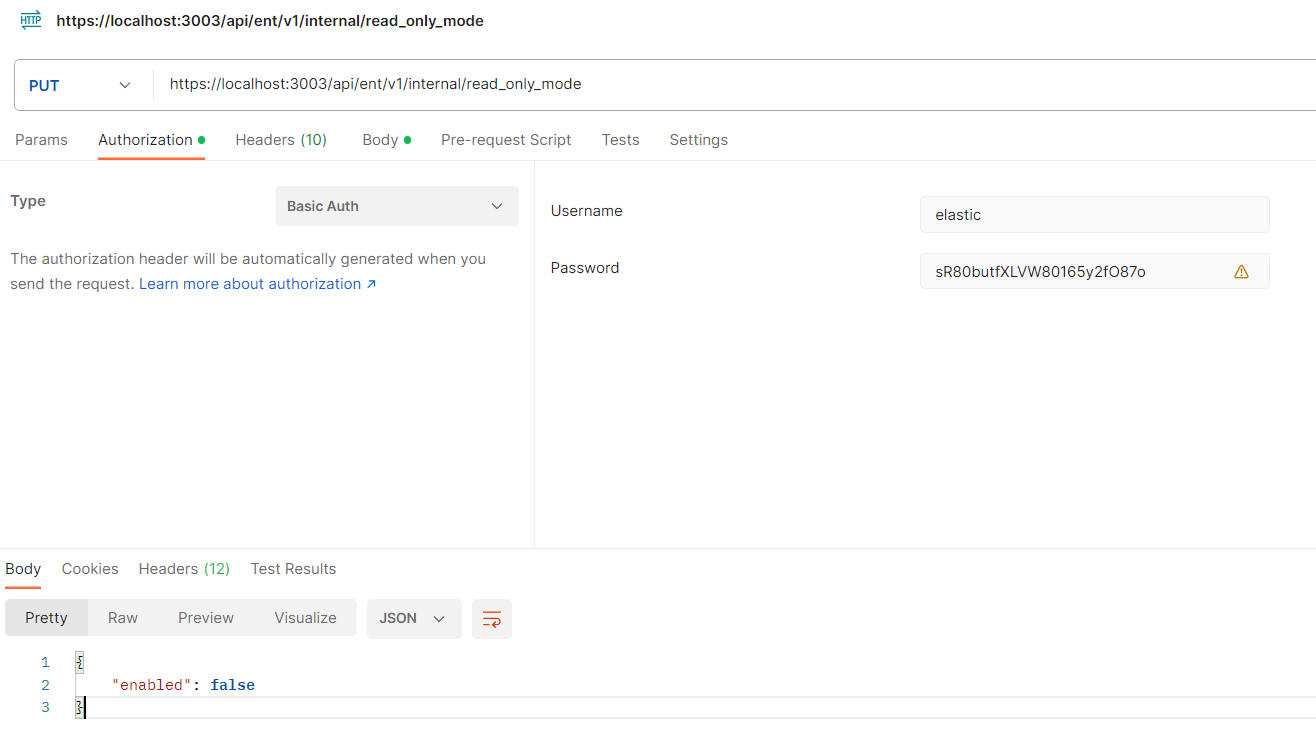 HTTP https://localhost:3003/api/ent/v1/internal/read_only_mode
PUT https://localhost:3003/api/ent/v1/internal/read_only_mode
Params Authorization Headers (10) Body Pre-request Script Tests Settings
Type Basic Auth
The authorization header will be automatically generated when you
send the request. Learn more about authorization ↗
Username elastic
Password sR80butfXLVW80165y2fO87o
Body Cookies Headers (12) Test Results
Pretty Raw Preview Visualize JSON
1 {
2 "enabled": false
3 }